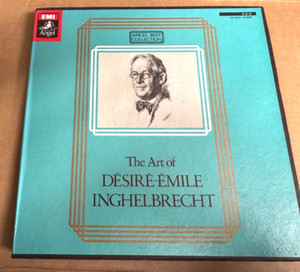 EMI
Angel
ANGEL BEST
COLLECTION
The Art of
DÉSIRÉ-ÉMILE
INGHELBRECHT